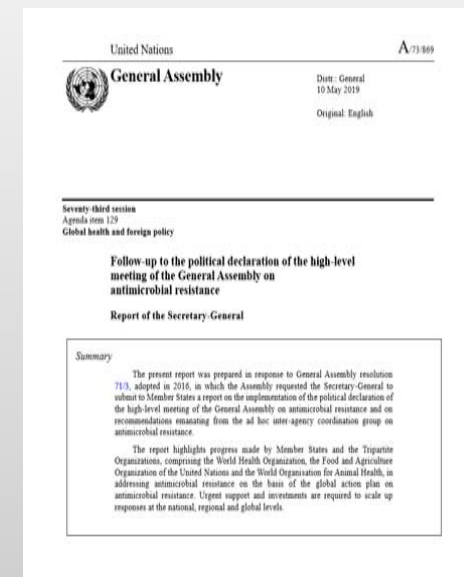 United Nations
A/73/869
General Assembly
Distr.: General
10 May 2019
Original: English
Seventy-third session
Agenda item 129
Global health and foreign policy
Follow-up to the political declaration of the high-level
meeting of the General Assembly on
antimicrobial resistance
Report of the Secretary-General
Summary
The present report was prepared in response to General Assembly resolution
71/3, adopted in 2016, in which the Assembly requested the Secretary-General to
submit to Member States a report on the implementation of the political declaration of
the high-level meeting of the General Assembly on antimicrobial resistance and on
recommendations emanating from the ad hoc inter-agency coordination group on
antimicrobial resistance.
The report highlights progress made by Member States and the Tripartite
Organizations, comprising the World Health Organization, the Food and Agriculture
Organization of the United Nations and the World Organisation for Animal Health, in
addressing antimicrobial resistance on the basis of the global action plan on
antimicrobial resistance. Urgent support and investments are required to scale up
responses at the national, regional and global levels.